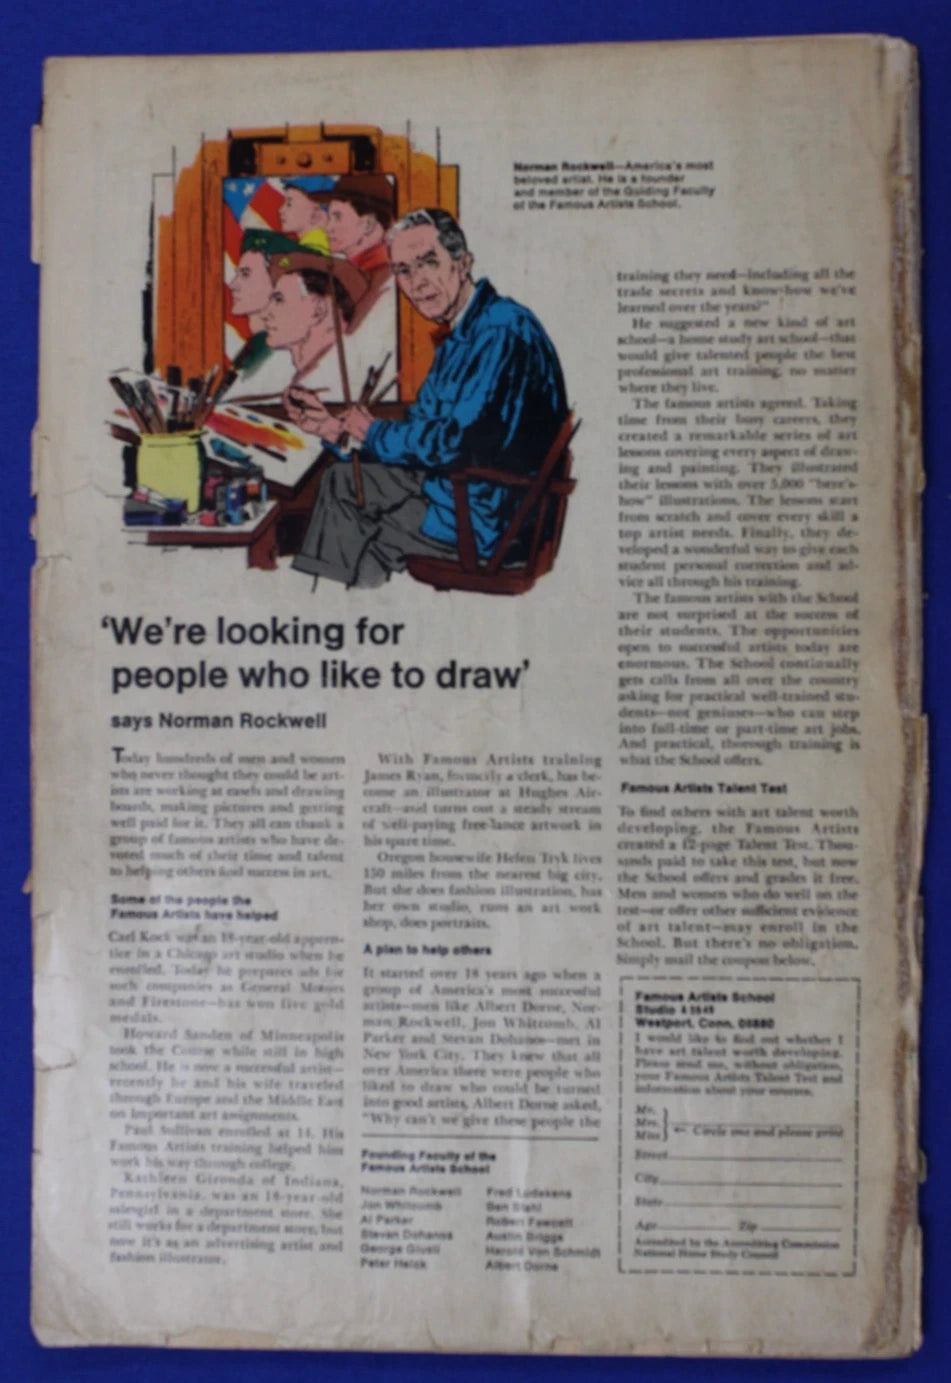 Norman Rockwell—America's most
beloved artist. He is a founder
and member of the Guiding Faculty
of the Famous Artists School.
'We're looking for
people who like to draw'
says Norman Rockwell
Today hundreds of men and women
who never thought they could be art-
ists are working at easels and drawing
boards, making pictures and getting
well paid for it. They all can thank a
group of famous artists who have de-
voted much of their time and talent
to helping others find success in art.
Some of the people the
Famous Artists have helped
Carl Kock was an 18-year-old appren-
tice in a Chicago art studio when he
enrolled. Today he prepares ads for
such companies as General Motors
and Firestone—has won five gold
medals.
Howard Sanden of Minneapolis
took the Course while still in high
school. He is now a successful artist—
recently he and his wife traveled
through Europe and the Middle East
on important art assignments.
Paul Sullivan enrolled at 14. His
Famous Artists training helped him
work his way through college.
Kathleen Gironda of Indiana,
Pennsylvania, was an 18-year-old
salesgirl in a department store. She
still works for a department store, but
now it's as an advertising artist and
fashion illustrator.
With Famous Artists training
James Ryan, formerly a clerk, has be-
come an illustrator at Hughes Air-
craft—and turns out a steady stream
of well-paying free-lance artwork in
his spare time.
Oregon housewife Helen Tryk lives
150 miles from the nearest big city.
But she does fashion illustration, has
her own studio, runs an art work
shop, does portraits.
A plan to help others
It started over 18 years ago when a
group of America's most successful
artists—men like Albert Dorne, Nor-
man Rockwell, Jon Whitcomb, Al
Parker and Stevan Dohanos—met in
New York City. They knew that all
over America there were people who
liked to draw who could be turned
into good artists. Albert Dorne asked,
"Why can't we give these people the
Founding Faculty of the
Famous Artists School
Norman Rockwell
Jon Whitcomb
Al Parker
Stevan Dohanos
George Giusti
Peter Helck
Fred Ludekens
Ben Stahl
Robert Fawcett
Austin Briggs
Harold Von Schmidt
Albert Dorne
training they need—including all the
trade secrets and know-how we've
learned over the years?"
He suggested a new kind of art
school—a home study art school—that
would give talented people the best
professional art training, no matter
where they live.
The famous artists agreed. Taking
time from their busy careers, they
created a remarkable series of art
lessons covering every aspect of draw-
ing and painting. They illustrated
their lessons with over 5,000 "here's-
how" illustrations. The lessons start
from scratch and cover every skill a
top artist needs. Finally, they de-
veloped a wonderful way to give each
student personal correction and ad-
vice all through his training.
The famous artists with the School
are not surprised at the success of
their students. The opportunities
open to successful artists today are
enormous. The School continually
gets calls from all over the country
asking for practical well-trained stu-
dents—not geniuses—who can step
into full-time or part-time art jobs.
And practical, thorough training is
what the School offers.
Famous Artists Talent Test
To find others with art talent worth
developing, the Famous Artists
created a 12-page Talent Test. Thou-
sands paid to take this test, but now
the School offers and grades it free.
Men and women who do well on the
test—or offer other sufficient evidence
of art talent—may enroll in the
School. But there's no obligation.
Simply mail the coupon below.
Famous Artists School
Studio
Westport, Conn. 06880
I would like to find out whether I
have art talent worth developing.
Please send me, without obligation,
your Famous Artists Talent Test and
information about your courses.
Mr.
Mrs. ← Circle one and please print
Miss
Street
City
State
Age Zip
Accredited by the Accrediting Commission
National Home Study Council